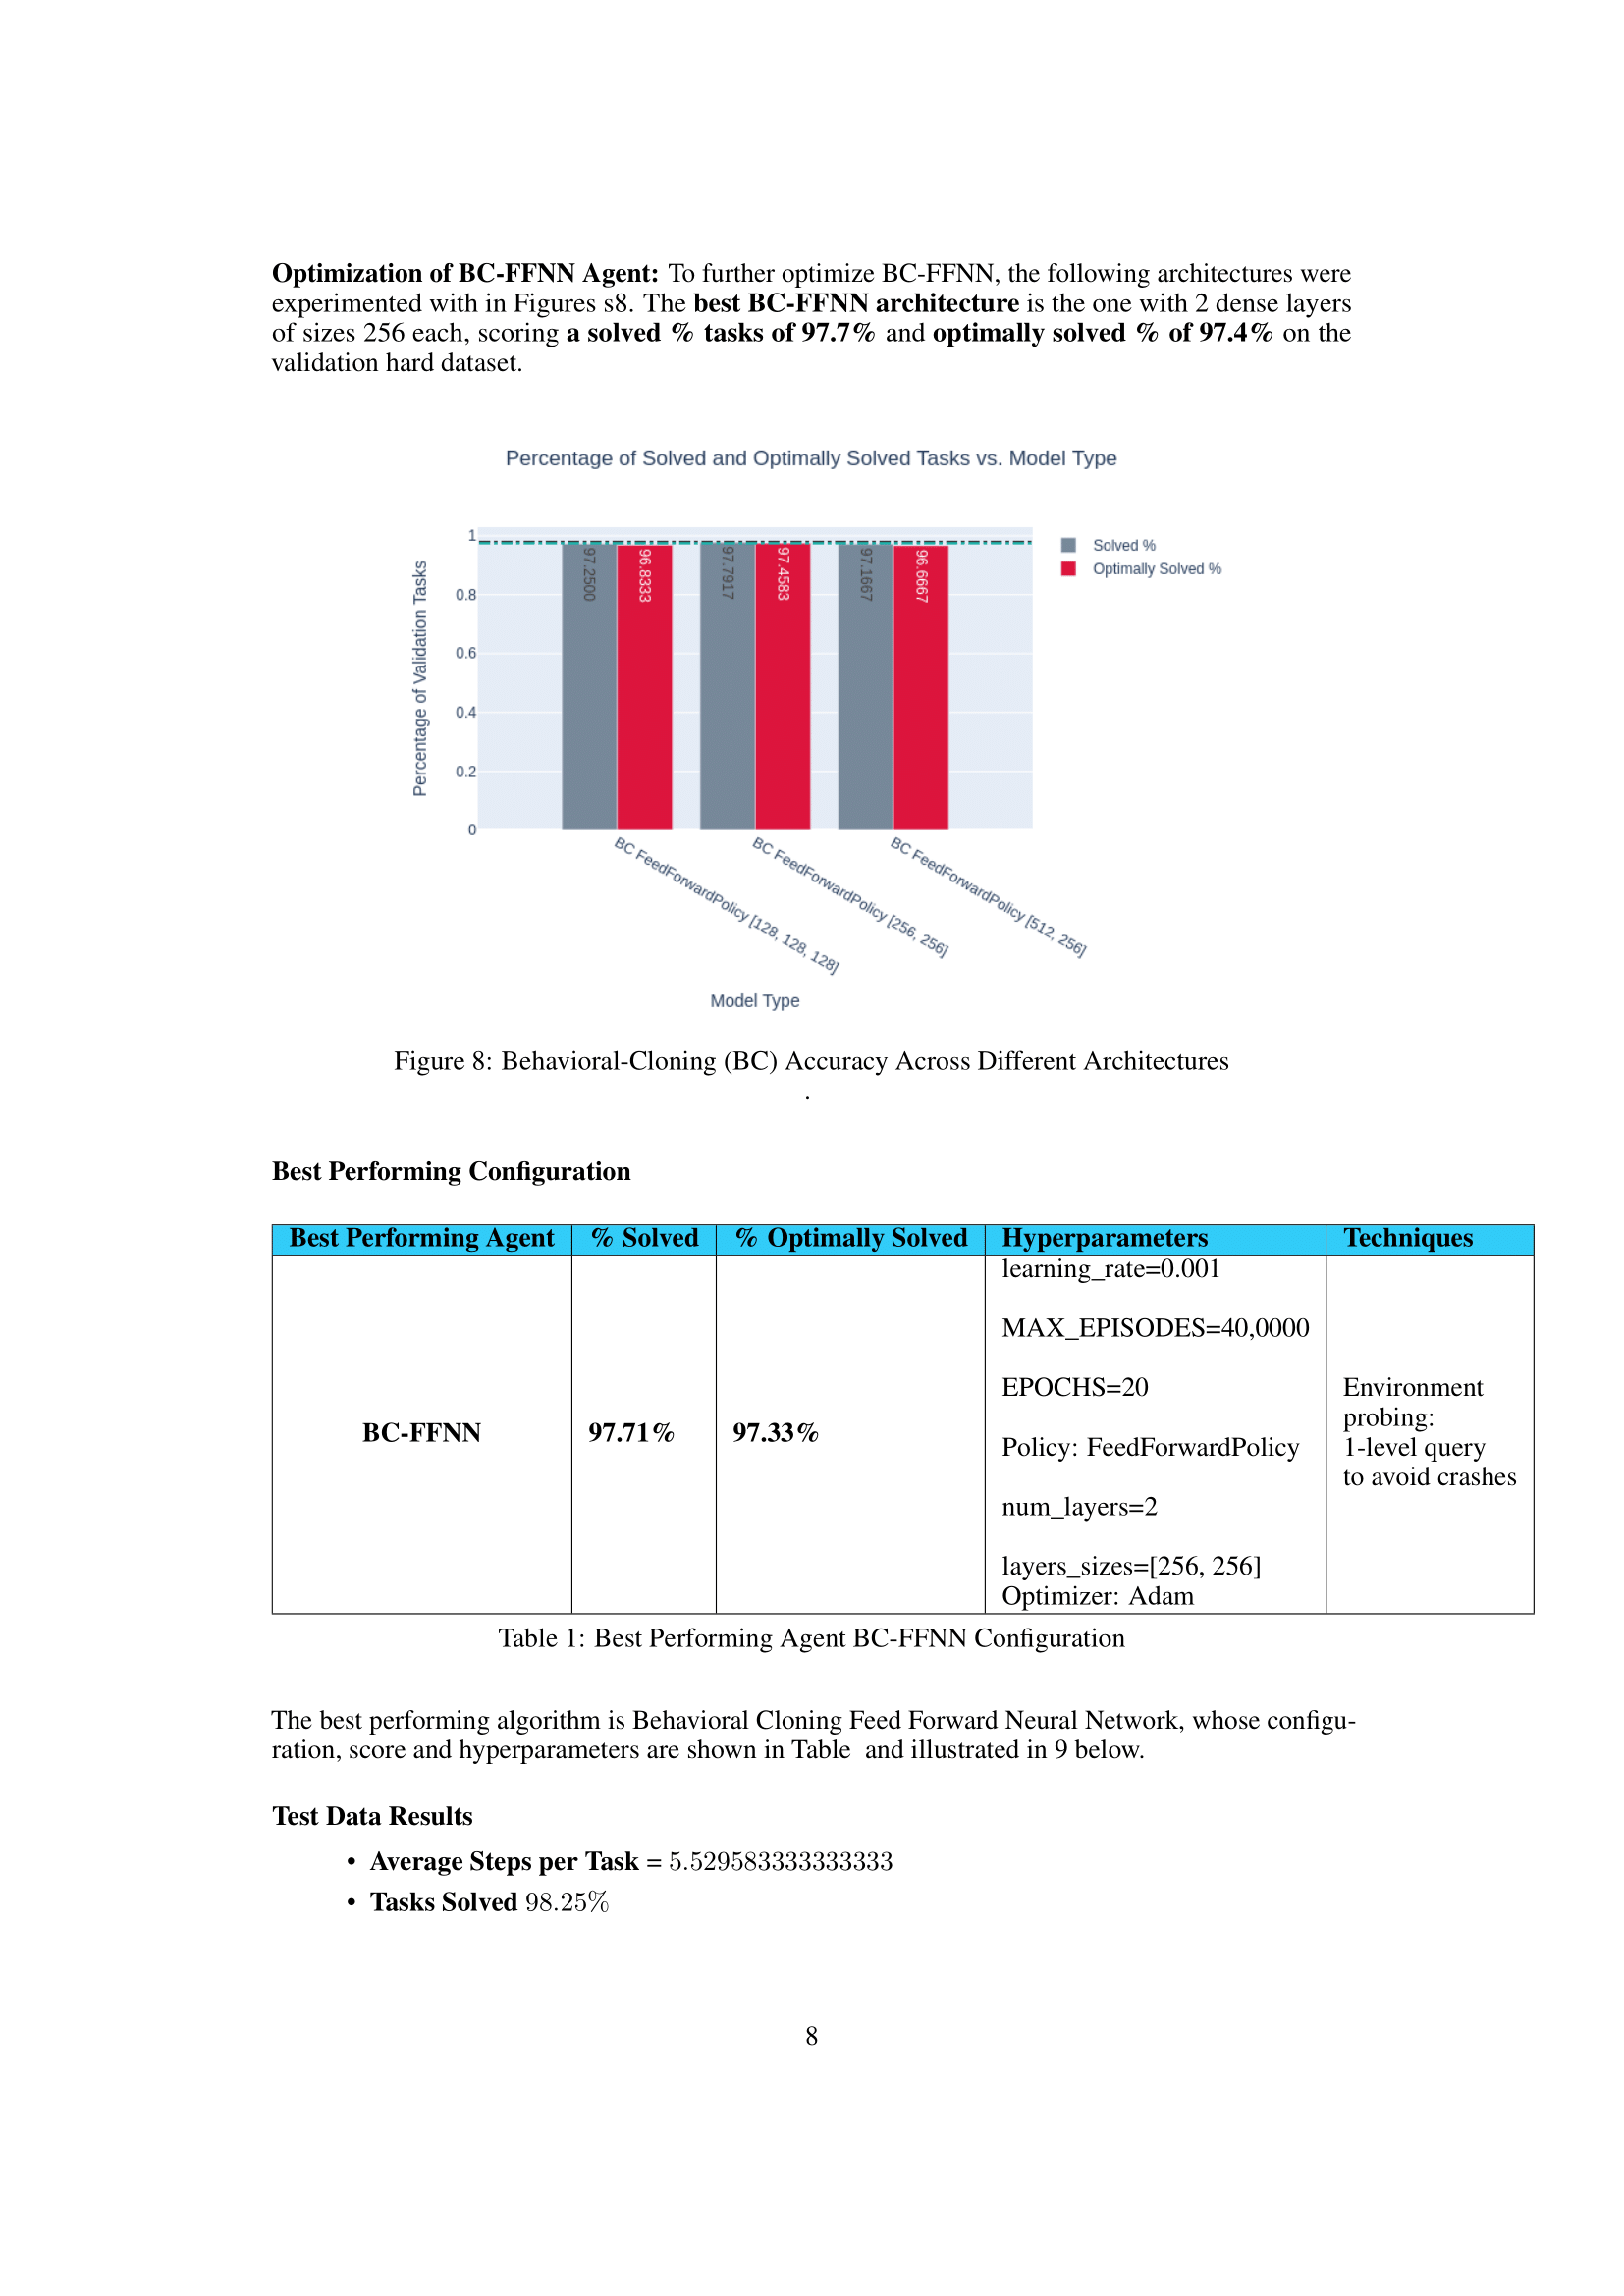 Optimization of BC-FFNN Agent: To further optimize BC-FFNN, the following architectures were
experimented with in Figures s8. The best BC-FFNN architecture is the one with 2 dense layers
of sizes 256 each, scoring a solved % tasks of 97.7% and optimally solved % of 97.4% on the
validation hard dataset.
Percentage of Solved and Optimally Solved Tasks vs. Model Type
Percentage of Validation Tasks
1
0.8
0.6
0.4
0.2
0
97.2500
96.8333
97.7917
97.4583
97.1667
96.6667
Solved %
Optimally Solved %
BC FeedForwardPolicy [128, 128, 128]
BC FeedForwardPolicy [256, 256]
BC FeedForwardPolicy [512, 256]
Model Type
Figure 8: Behavioral-Cloning (BC) Accuracy Across Different Architectures
.
Best Performing Configuration
Best Performing Agent % Solved % Optimally Solved Hyperparameters Techniques
BC-FFNN
97.71%
97.33%
learning_rate=0.001
MAX_EPISODES=40,0000
EPOCHS=20
Policy: FeedForwardPolicy
num_layers=2
layers_sizes=[256, 256]
Optimizer: Adam
Environment
probing:
1-level query
to avoid crashes
Table 1: Best Performing Agent BC-FFNN Configuration
The best performing algorithm is Behavioral Cloning Feed Forward Neural Network, whose configu-
ration, score and hyperparameters are shown in Table and illustrated in 9 below.
Test Data Results
• Average Steps per Task = 5.529583333333333
• Tasks Solved 98.25%
8